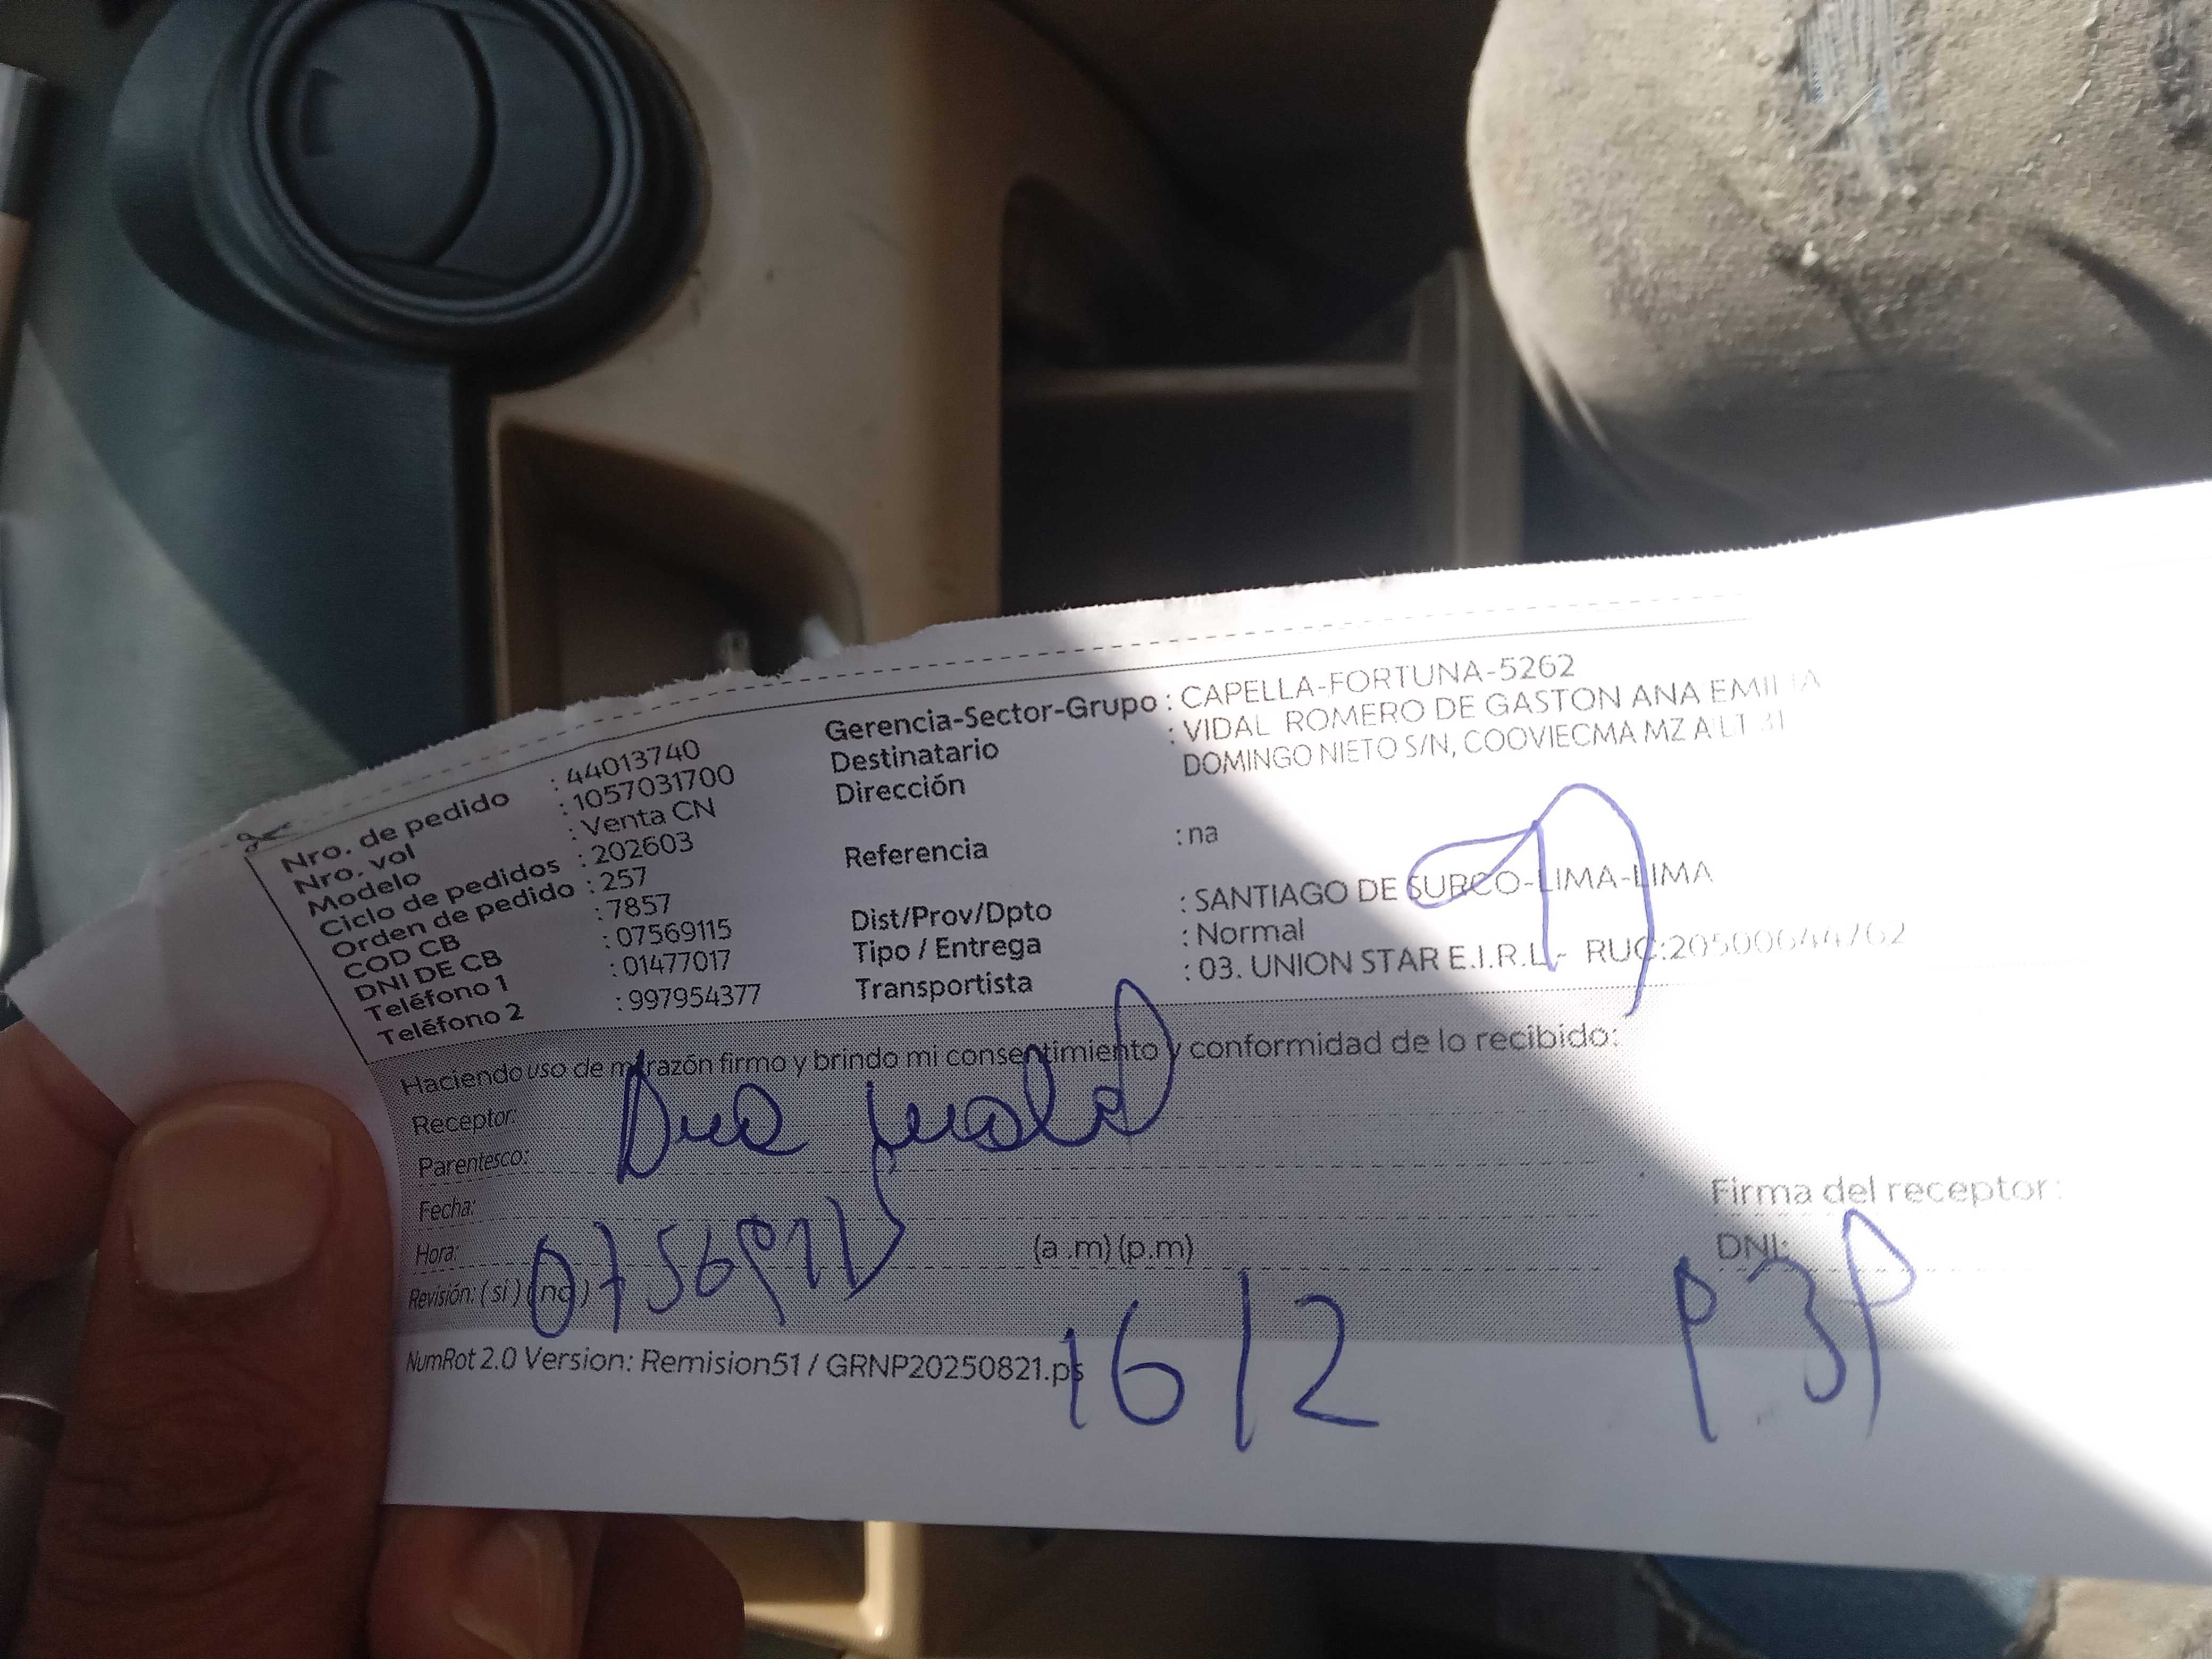 Nro. de pedido : 44013740
Nro. vol : 1057031700
Modelo : Venta CN
Ciclo de pedidos : 202603
Orden de pedido : 257
COD CB : 7857
DNI DE CB : 07569115
Teléfono 1 : 01477017
Teléfono 2 : 997954377
Gerencia-Sector-Grupo : CAPELLA-FORTUNA-5262
Destinatario : VIDAL ROMERO DE GASTON ANA EMILIA
Dirección DOMINGO NIETO S/N, COOVIECMA MZ A LT 31
Referencia : na
Dist/Prov/Dpto : SANTIAGO DE SURCO-LIMA-LIMA
Tipo / Entrega : Normal
Transportista : 03. UNION STAR E.I.R.L.- RUC:20500644762
Haciendo uso de mi razón firmo y brindo mi consentimiento y conformidad de lo recibido:
Receptor:
Parentesco:
Fecha:
Hora: (a .m) (p.m)
Revisión: ( si ) ( no )
07569115
Firma del receptor:
DNI:
NumRot 2.0 Version: Remision51 / GRNP20250821.ps
16/2
P3P